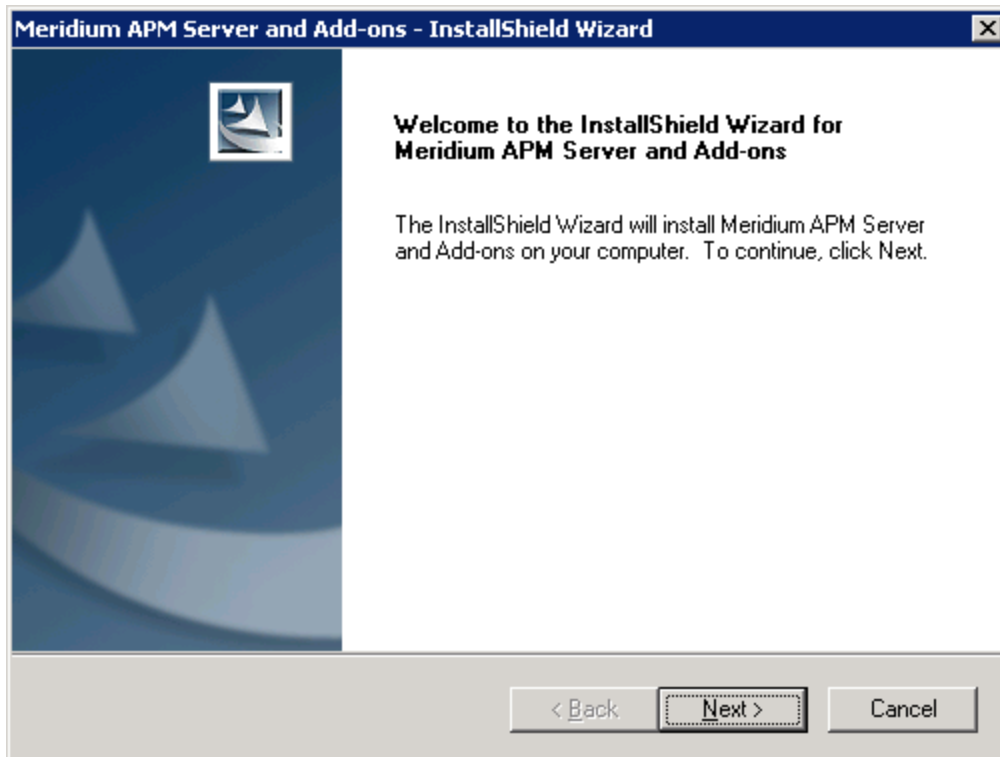 Meridium APM Server and Add-ons - InstallShield Wizard
Welcome to the InstallShield Wizard for
Meridium APM Server and Add-ons
The InstallShield Wizard will install Meridium APM Server
and Add-ons on your computer.  To continue, click Next.
< Back
Next >
Cancel